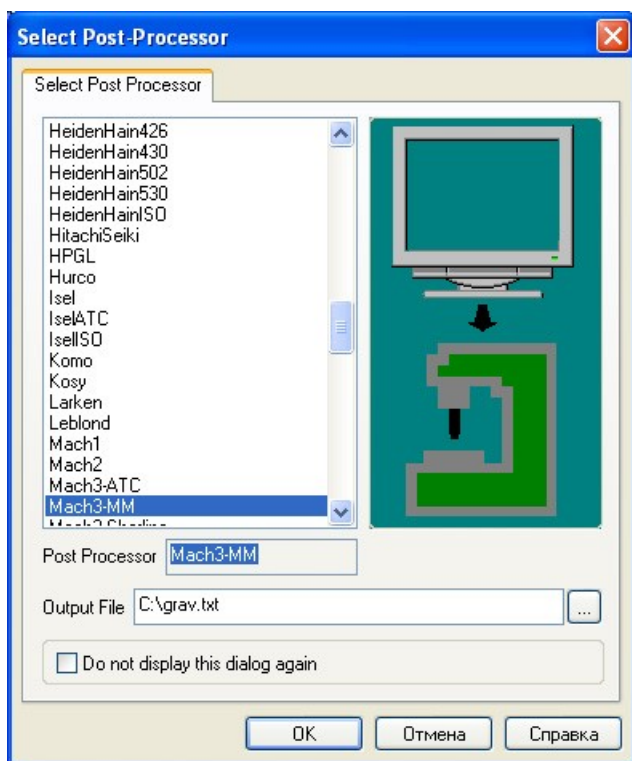 Select Post-Processor
Select Post Processor
HeidenHain426
HeidenHain430
HeidenHain502
HeidenHain530
HeidenHainISO
HitachiSeiki
HPGL
Hurco
Isel
IselATC
IselISO
Komo
Kosy
Larken
Leblond
Mach1
Mach2
Mach3-ATC
Mach3-MM
Post Processor Mach3-MM
Output File C:\grav.txt ...
Do not display this dialog again
OK Отмена Справка